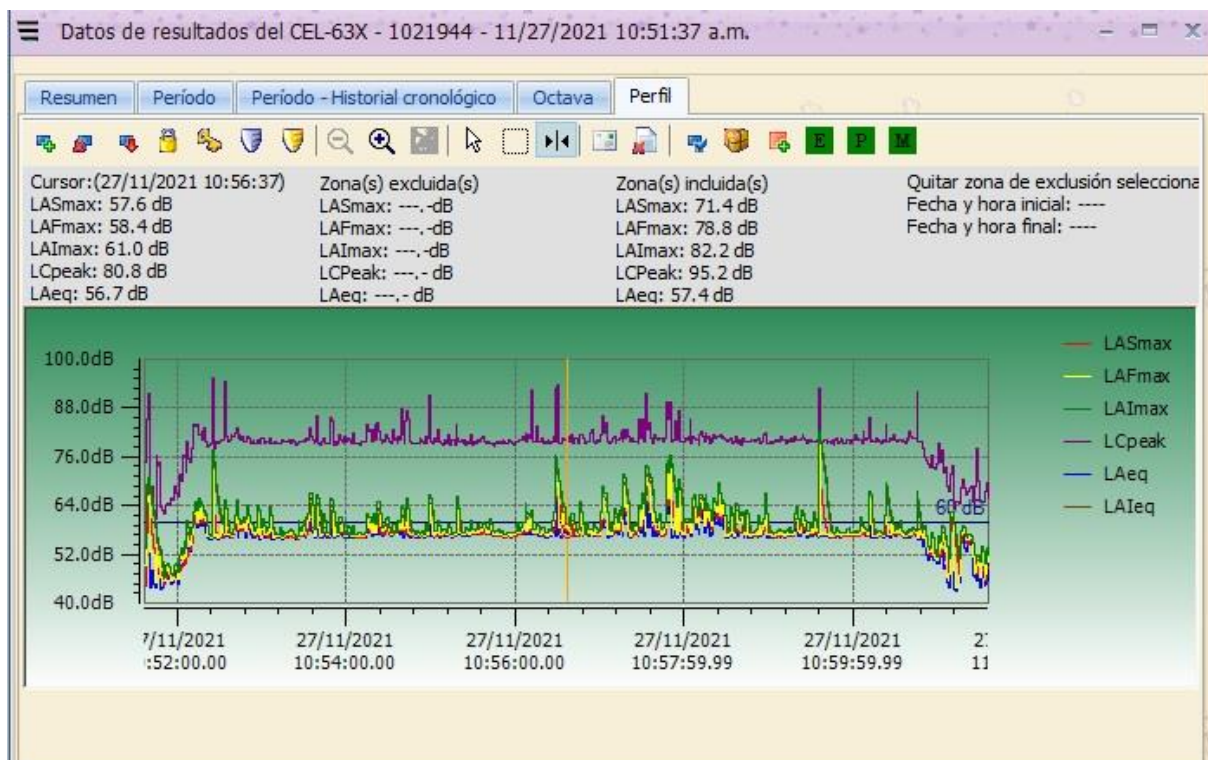 Datos de resultados del CEL-63X - 1021944 - 11/27/2021 10:51:37 a.m.
Resumen Período Período - Historial cronológico Octava Perfil
E P M
Cursor:(27/11/2021 10:56:37)
LASmax: 57.6 dB
LAFmax: 58.4 dB
LAImax: 61.0 dB
LCpeak: 80.8 dB
LAeq: 56.7 dB
Zona(s) excluida(s)
LASmax: ---.-dB
LAFmax: ---.-dB
LAImax: ---.-dB
LCPeak: ---.- dB
LAeq: ---.- dB
Zona(s) incluida(s)
LASmax: 71.4 dB
LAFmax: 78.8 dB
LAImax: 82.2 dB
LCPeak: 95.2 dB
LAeq: 57.4 dB
Quitar zona de exclusión selecciona
Fecha y hora inicial: ----
Fecha y hora final: ----
100.0dB
88.0dB
76.0dB
64.0dB
52.0dB
40.0dB
60 dB
LASmax
LAFmax
LAImax
LCpeak
LAeq
LAIeq
7/11/2021 27/11/2021 27/11/2021 27/11/2021 27/11/2021 2
:52:00.00 10:54:00.00 10:56:00.00 10:57:59.99 10:59:59.99 11